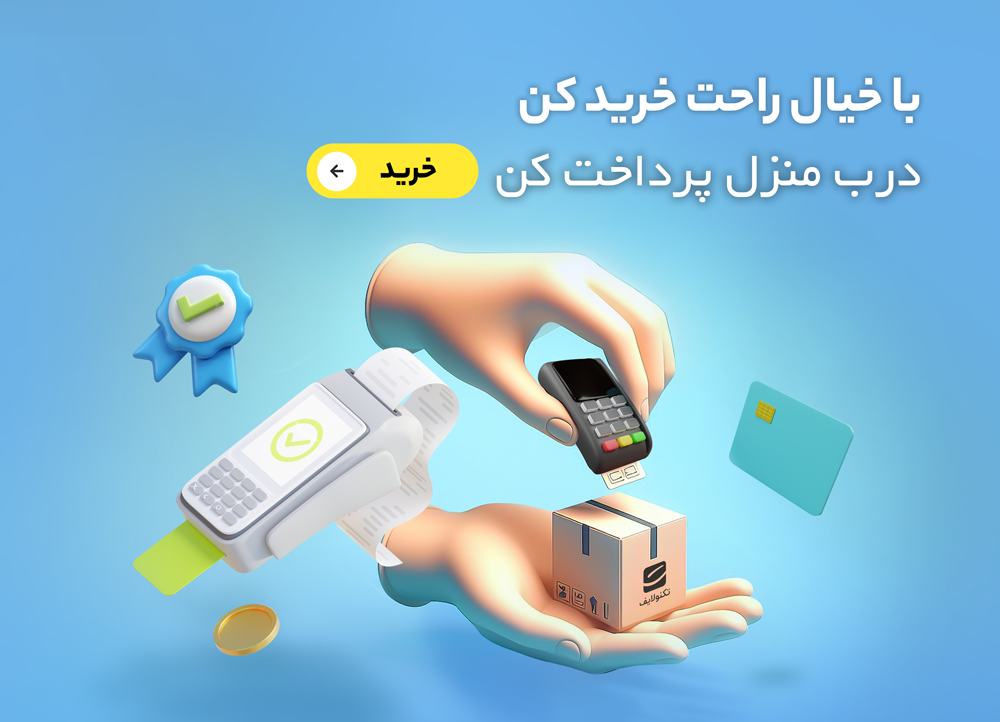 با خیال راحت خرید کن
درب منزل پرداخت کن
خرید
تکنولایف